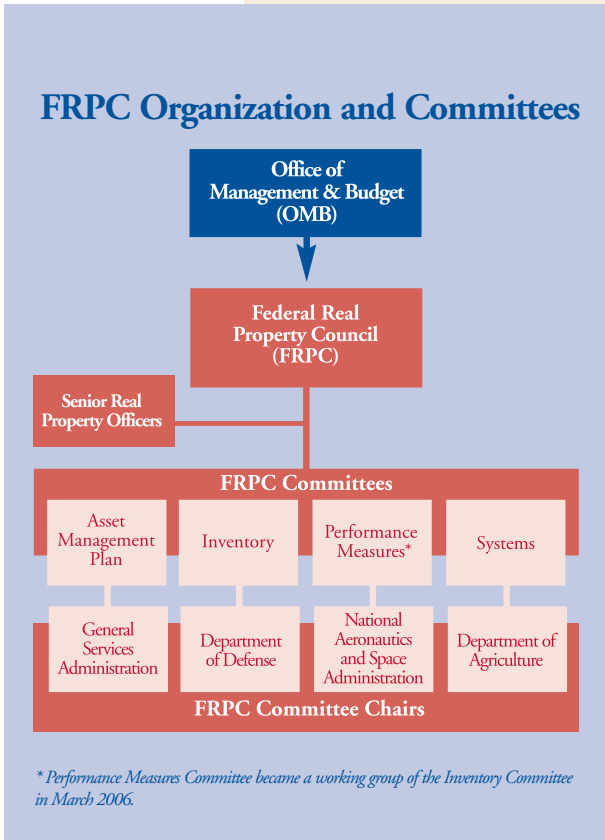 FRPC Organization and Committees
Office of
Management & Budget
(OMB)
Federal Real
Property Council
(FRPC)
Senior Real
Property Officers
FRPC Committees
Asset
Management
Plan
Inventory
Performance
Measures*
Systems
General
Services
Administration
Department
of Defense
National
Aeronautics
and Space
Administration
Department of
Agriculture
FRPC Committee Chairs
* Performance Measures Committee became a working group of the Inventory Committee
in March 2006.